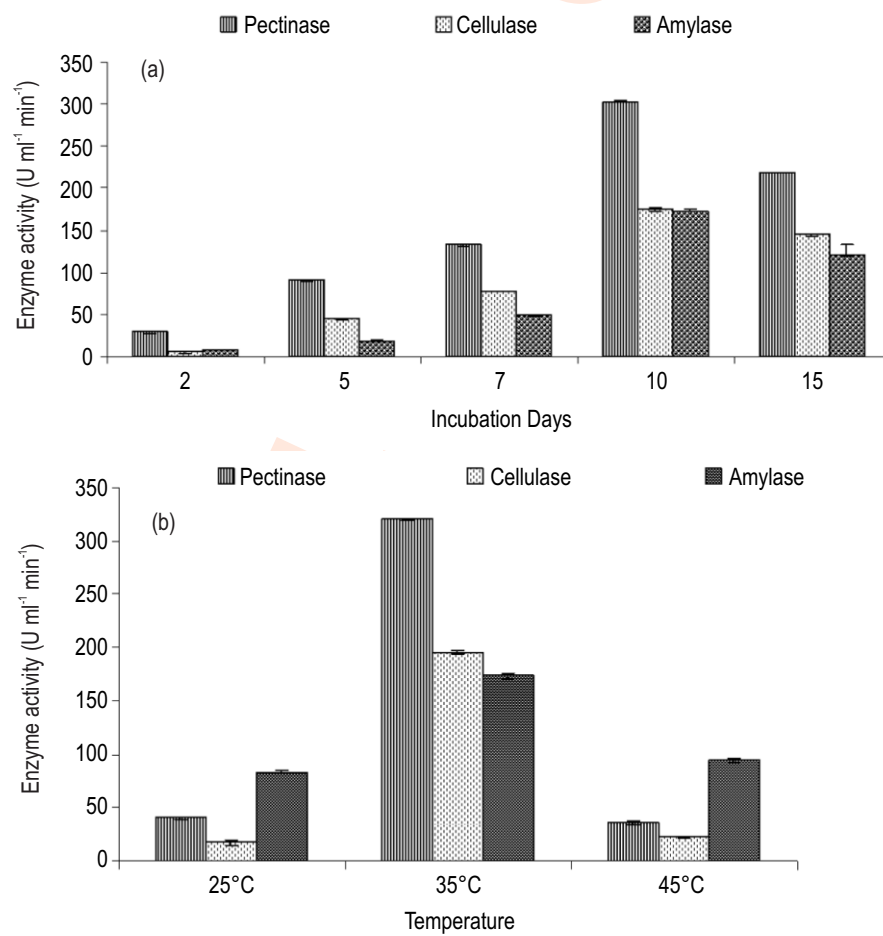 Pectinase Cellulase Amylase
(a)
350
300
250
200
150
100
50
0
Enzyme activity (U ml⁻¹ min⁻¹)
2 5 7 10 15
Incubation Days
Pectinase Cellulase Amylase
(b)
350
300
250
200
150
100
50
0
Enzyme activity (U ml⁻¹ min⁻¹)
25°C 35°C 45°C
Temperature